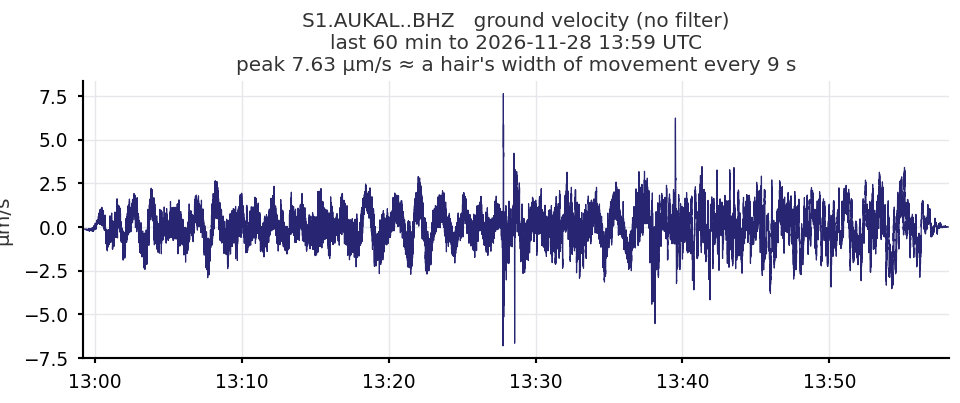 S1.AUKAL..BHZ   ground velocity (no filter)
last 60 min to 2026-11-28 13:59 UTC
peak 7.63 µm/s ≈ a hair's width of movement every 9 s
µm/s
7.5
5.0
2.5
0.0
−2.5
−5.0
−7.5
13:00 13:10 13:20 13:30 13:40 13:50